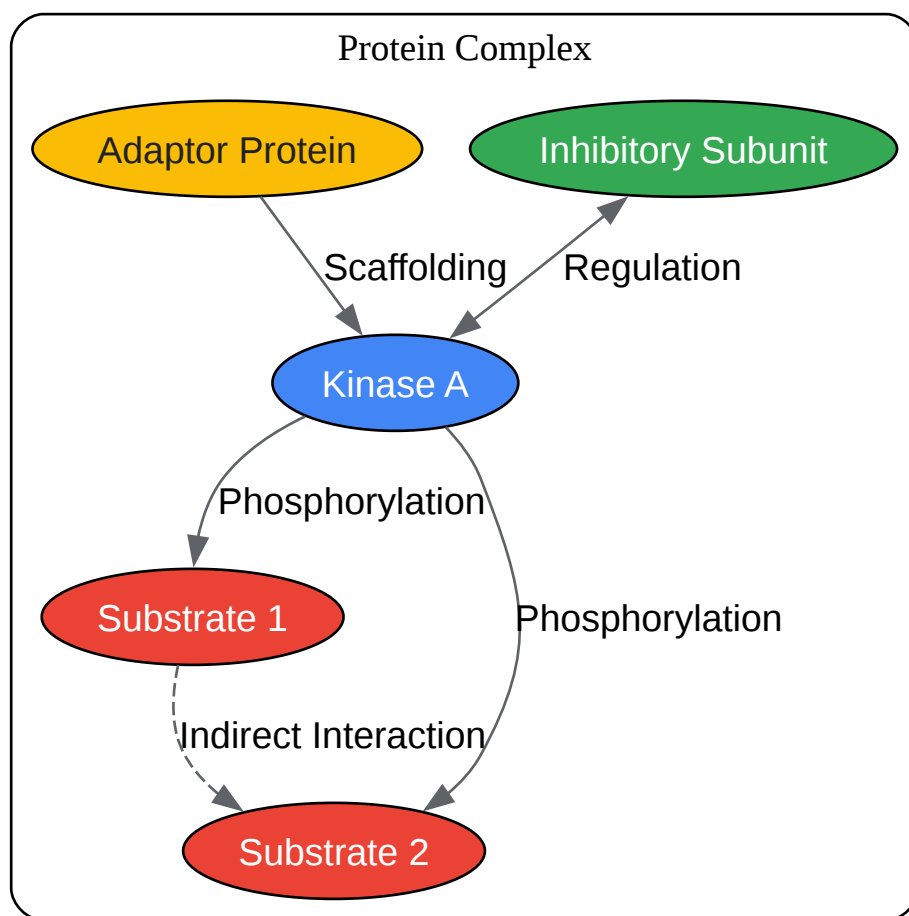 Protein Complex
Adaptor Protein
Inhibitory Subunit
Scaffolding
Regulation
Kinase A
Phosphorylation
Substrate 1
Phosphorylation
Indirect Interaction
Substrate 2